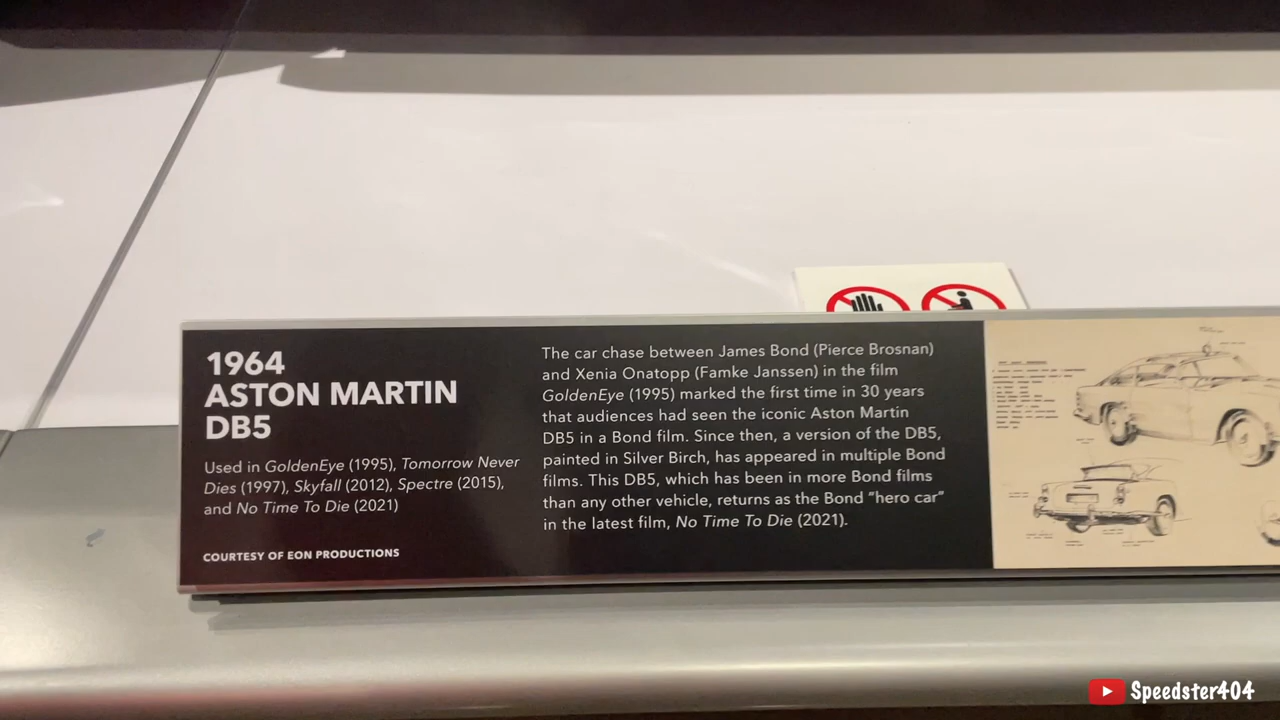 1964
ASTON MARTIN
DB5
Used in GoldenEye (1995), Tomorrow Never
Dies (1997), Skyfall (2012), Spectre (2015),
and No Time To Die (2021)
COURTESY OF EON PRODUCTIONS
The car chase between James Bond (Pierce Brosnan)
and Xenia Onatopp (Famke Janssen) in the film
GoldenEye (1995) marked the first time in 30 years
that audiences had seen the iconic Aston Martin
DB5 in a Bond film. Since then, a version of the DB5,
painted in Silver Birch, has appeared in multiple Bond
films. This DB5, which has been in more Bond films
than any other vehicle, returns as the Bond “hero car”
in the latest film, No Time To Die (2021).
Speedster404